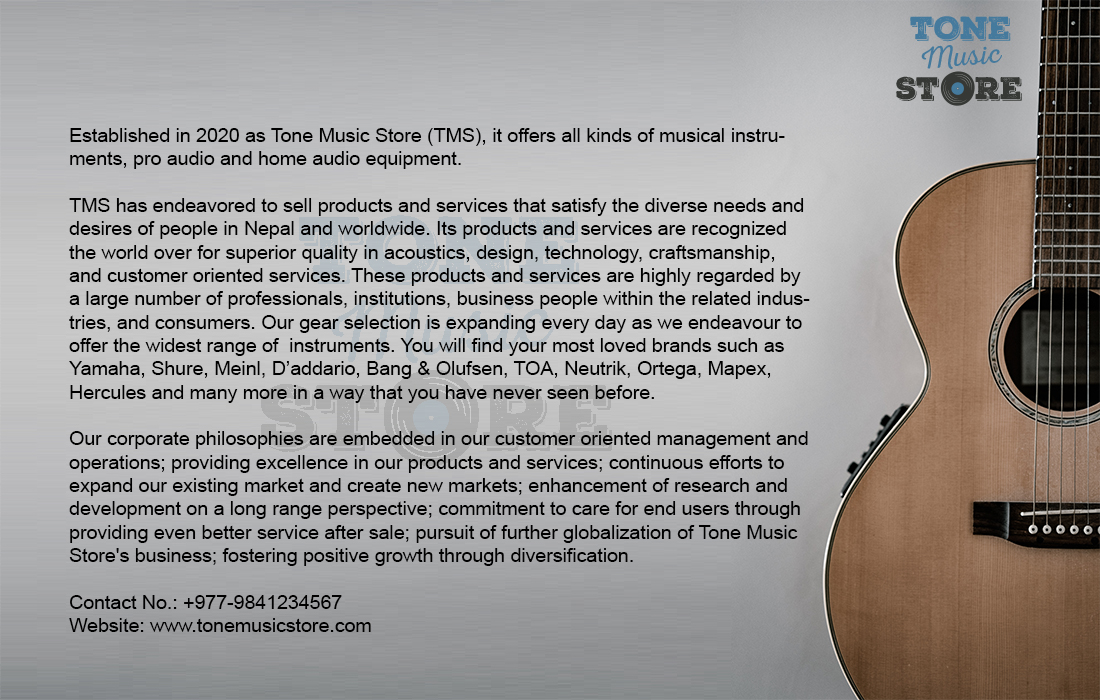 TONE
Music
STORE
Established in 2020 as Tone Music Store (TMS), it offers all kinds of musical instru-
ments, pro audio and home audio equipment.
TMS has endeavored to sell products and services that satisfy the diverse needs and
desires of people in Nepal and worldwide. Its products and services are recognized
the world over for superior quality in acoustics, design, technology, craftsmanship,
and customer oriented services. These products and services are highly regarded by
a large number of professionals, institutions, business people within the related indus-
tries, and consumers. Our gear selection is expanding every day as we endeavour to
offer the widest range of  instruments. You will find your most loved brands such as
Yamaha, Shure, Meinl, D’addario, Bang & Olufsen, TOA, Neutrik, Ortega, Mapex,
Hercules and many more in a way that you have never seen before.
Our corporate philosophies are embedded in our customer oriented management and
operations; providing excellence in our products and services; continuous efforts to
expand our existing market and create new markets; enhancement of research and
development on a long range perspective; commitment to care for end users through
providing even better service after sale; pursuit of further globalization of Tone Music
Store's business; fostering positive growth through diversification.
Contact No.: +977-9841234567
Website: www.tonemusicstore.com
TONE
Music
STORE